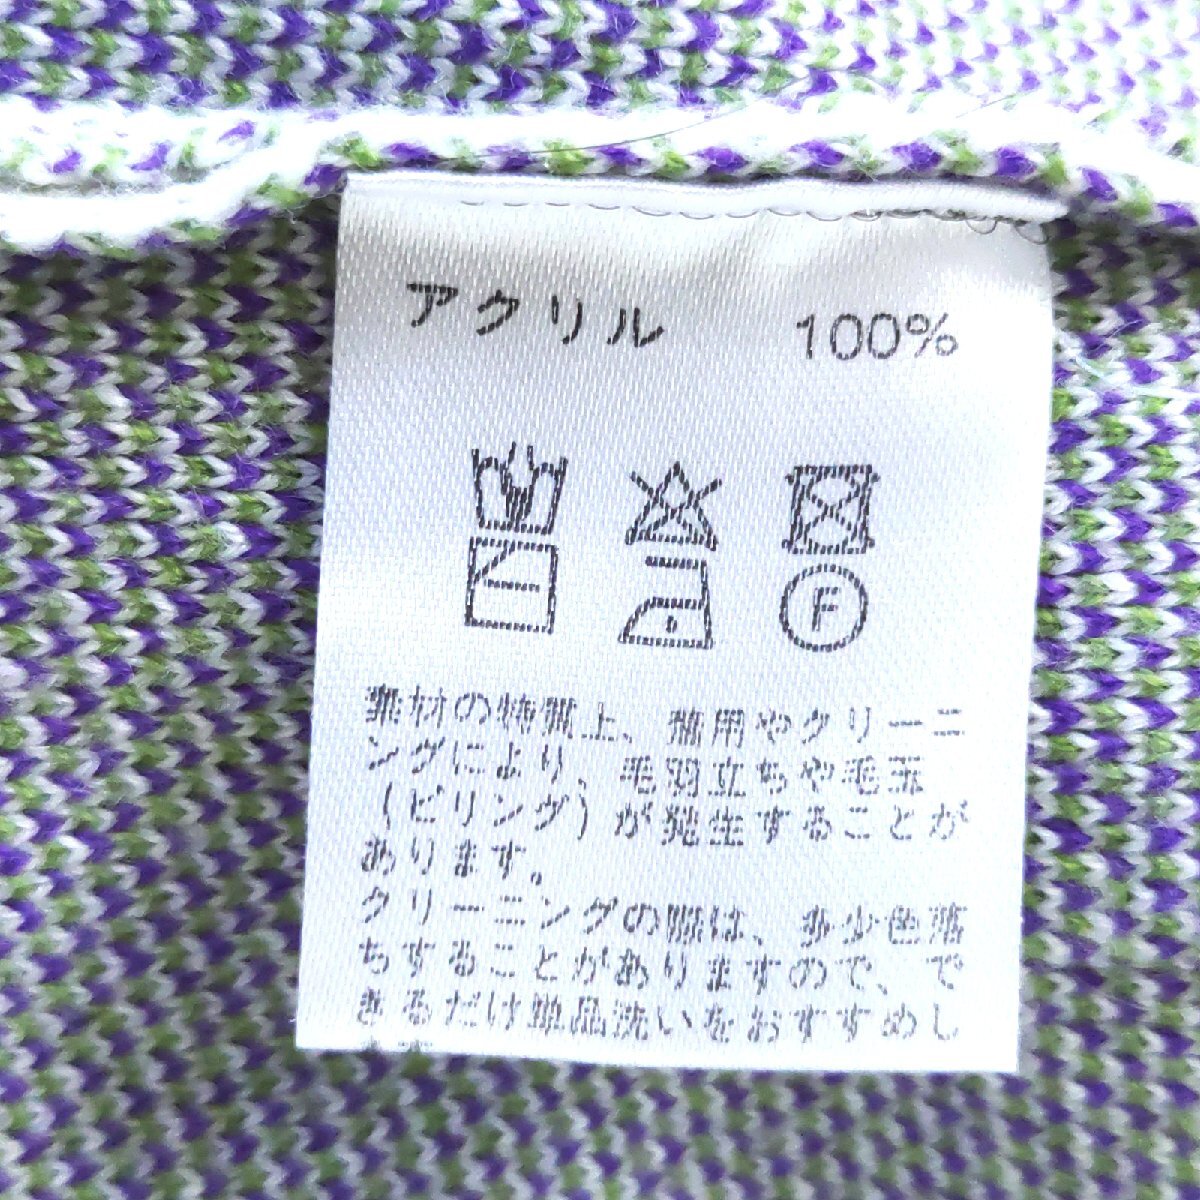 アクリル 100%
F
素材の特質上、着用やクリーニ
ングにより、毛羽立ちや毛玉
(ピリング)が発生することが
あります。
クリーニングの際は、多少色落
ちすることがありますので、で
きるだけ単品洗いをおすすめし